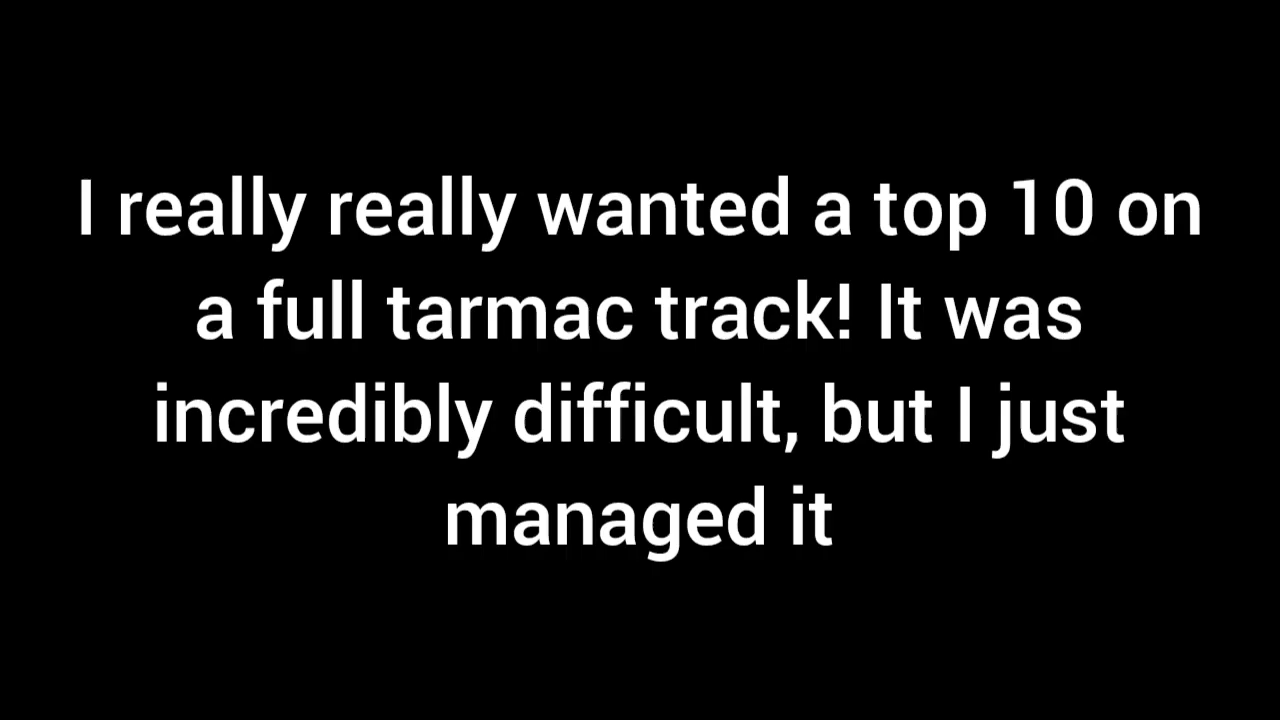 I really really wanted a top 10 on
a full tarmac track! It was
incredibly difficult, but I just
managed it